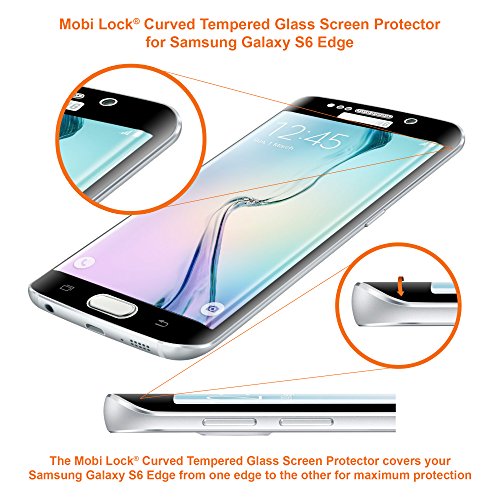 Mobi Lock® Curved Tempered Glass Screen Protector
for Samsung Galaxy S6 Edge
12:45
The Mobi Lock® Curved Tempered Glass Screen Protector covers your
Samsung Galaxy S6 Edge from one edge to the other for maximum protection